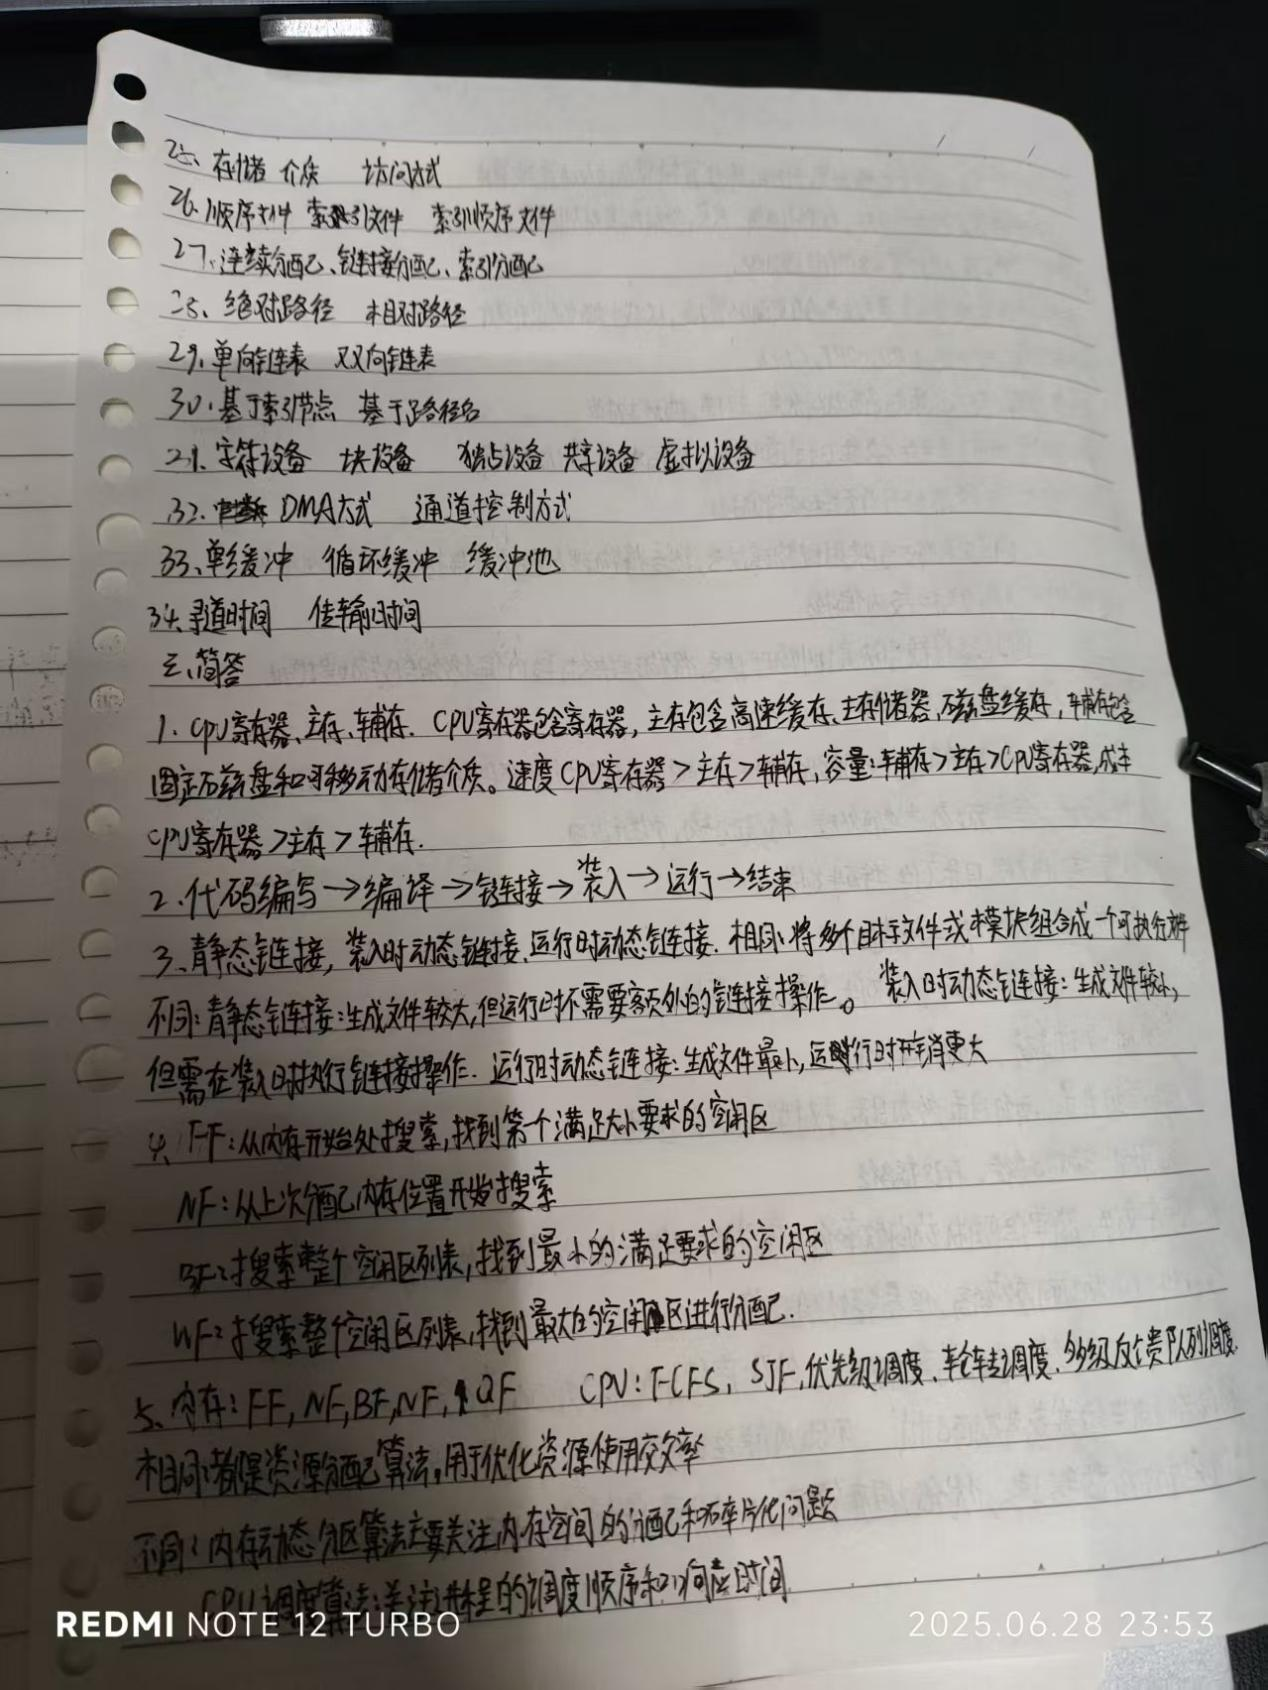 25、存储介质 访问方式
26.顺序文件 索引文件 索引顺序文件
27、连续分配、链接分配、索引分配
28、绝对路径 相对路径
29.单向链表 双向链表
30.基于索引节点 基于路径名
21.字符设备 块设备 独占设备 共享设备 虚拟设备
32. DMA方式 通道控制方式
33、单缓冲 循环缓冲 缓冲池
34.寻道时间 传输时间
三、简答
1. CPU寄存器、主存、辅存. CPU寄存器包含寄存器,主存包含高速缓存、主存储器、磁盘缓存,辅存包含
固定磁盘和可移动存储介质。速度CPU寄存器>主存>辅存,容量:辅存>主存>CPU寄存器,成本
CPU寄存器>主存>辅存.
2.代码编写→编译→链接→装入→运行→结束
3、静态链接,装入时动态链接、运行时动态链接. 相同:将多个目标文件或模块组合成一个可执行文件
不同:静态链接:生成文件较大,但运行时不需要额外的链接操作。 装入时动态链接:生成文件较小,
但需在装入时执行链接操作. 运行时动态链接:生成文件最小,运行时开销更大
4、FF:从内存开始处搜索,找到第一个满足大小要求的空闲区
NF:从上次分配内存位置开始搜索
BF:搜索整个空闲区列表,找到最小的满足要求的空闲区
WF:搜索整个空闲区列表,找到最大的空闲区进行分配.
5、内存:FF,NF,BF,NF,QF CPU:FCFS, SJF,优先级调度、轮转调度、多级反馈队列调度
相同:都是资源分配算法,用于优化资源使用效率
不同:内存动态分区算法主要关注内存空间的分配和碎片化问题
CPU调度算法:关注进程的调度顺序和响应时间
REDMI NOTE 12 TURBO
2025.06.28 23:53